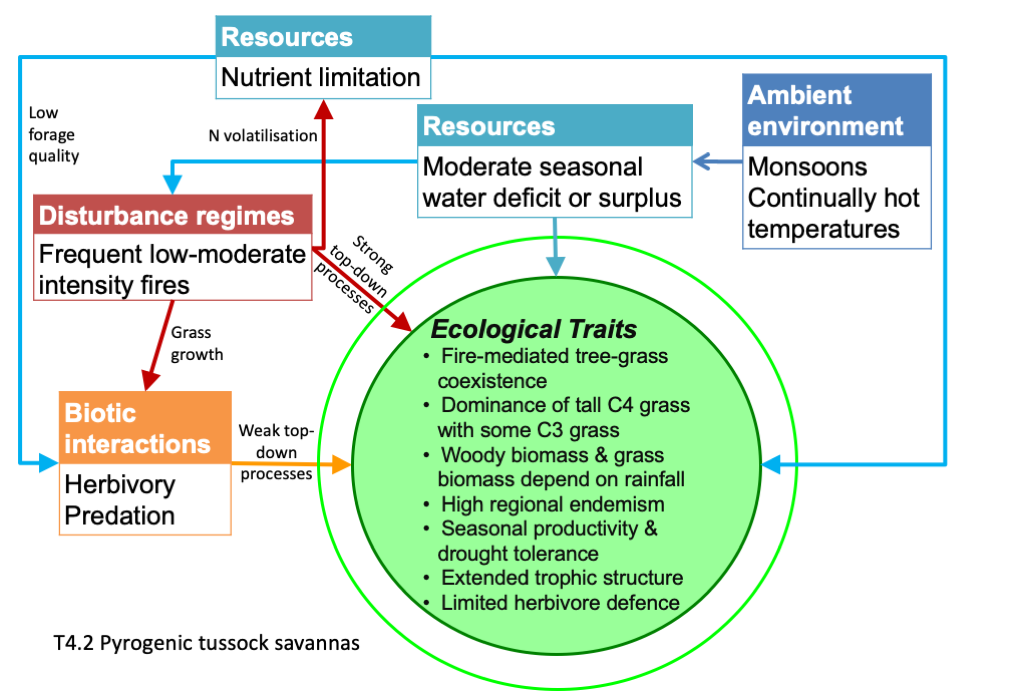 Resources
Nutrient limitation
Low
forage
quality
N volatilisation
Resources
Moderate seasonal
water deficit or surplus
Ambient
environment
Monsoons
Continually hot
temperatures
Disturbance regimes
Frequent low-moderate
intensity fires
Strong
top-down
processes
Grass
growth
Biotic
interactions
Herbivory
Predation
Weak top-
down
processes
Ecological Traits
• Fire-mediated tree-grass
coexistence
• Dominance of tall C4 grass
with some C3 grass
• Woody biomass & grass
biomass depend on rainfall
• High regional endemism
• Seasonal productivity &
drought tolerance
• Extended trophic structure
• Limited herbivore defence
T4.2 Pyrogenic tussock savannas